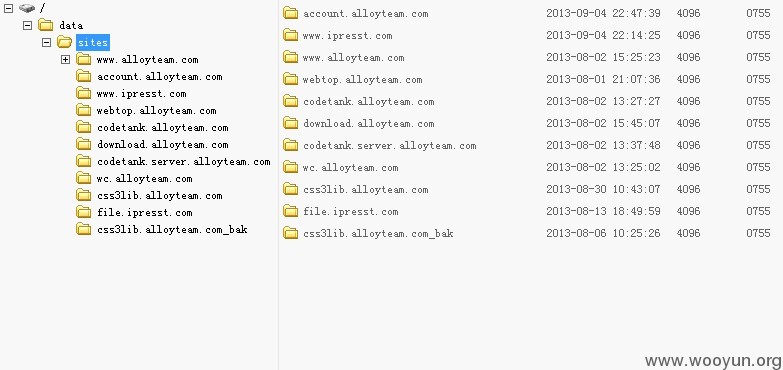 /
data
sites
www.alloyteam.com
account.alloyteam.com
www.ipresst.com
webtop.alloyteam.com
codetank.alloyteam.com
download.alloyteam.com
codetank.server.alloyteam.com
wc.alloyteam.com
css3lib.alloyteam.com
file.ipresst.com
css3lib.alloyteam.com_bak
account.alloyteam.com 2013-09-04 22:47:39 4096 0755
www.ipresst.com 2013-09-04 22:14:25 4096 0755
www.alloyteam.com 2013-08-02 15:25:23 4096 0755
webtop.alloyteam.com 2013-08-01 21:07:36 4096 0755
codetank.alloyteam.com 2013-08-02 13:27:27 4096 0755
download.alloyteam.com 2013-08-02 15:45:07 4096 0755
codetank.server.alloyteam.com 2013-08-02 13:37:48 4096 0755
wc.alloyteam.com 2013-08-02 13:25:02 4096 0755
css3lib.alloyteam.com 2013-08-30 10:43:07 4096 0755
file.ipresst.com 2013-08-13 18:49:59 4096 0755
css3lib.alloyteam.com_bak 2013-08-06 10:25:26 4096 0755
www.wooyun.org